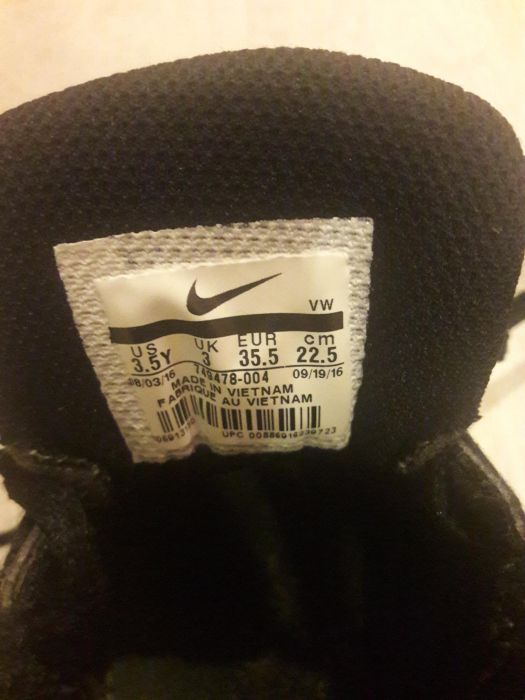 VW
US UK EUR cm
3.5Y 3 35.5 22.5
08/03/16 749478-004 09/19/16
MADE IN VIETNAM
FABRIQUE AU VIETNAM
UPC